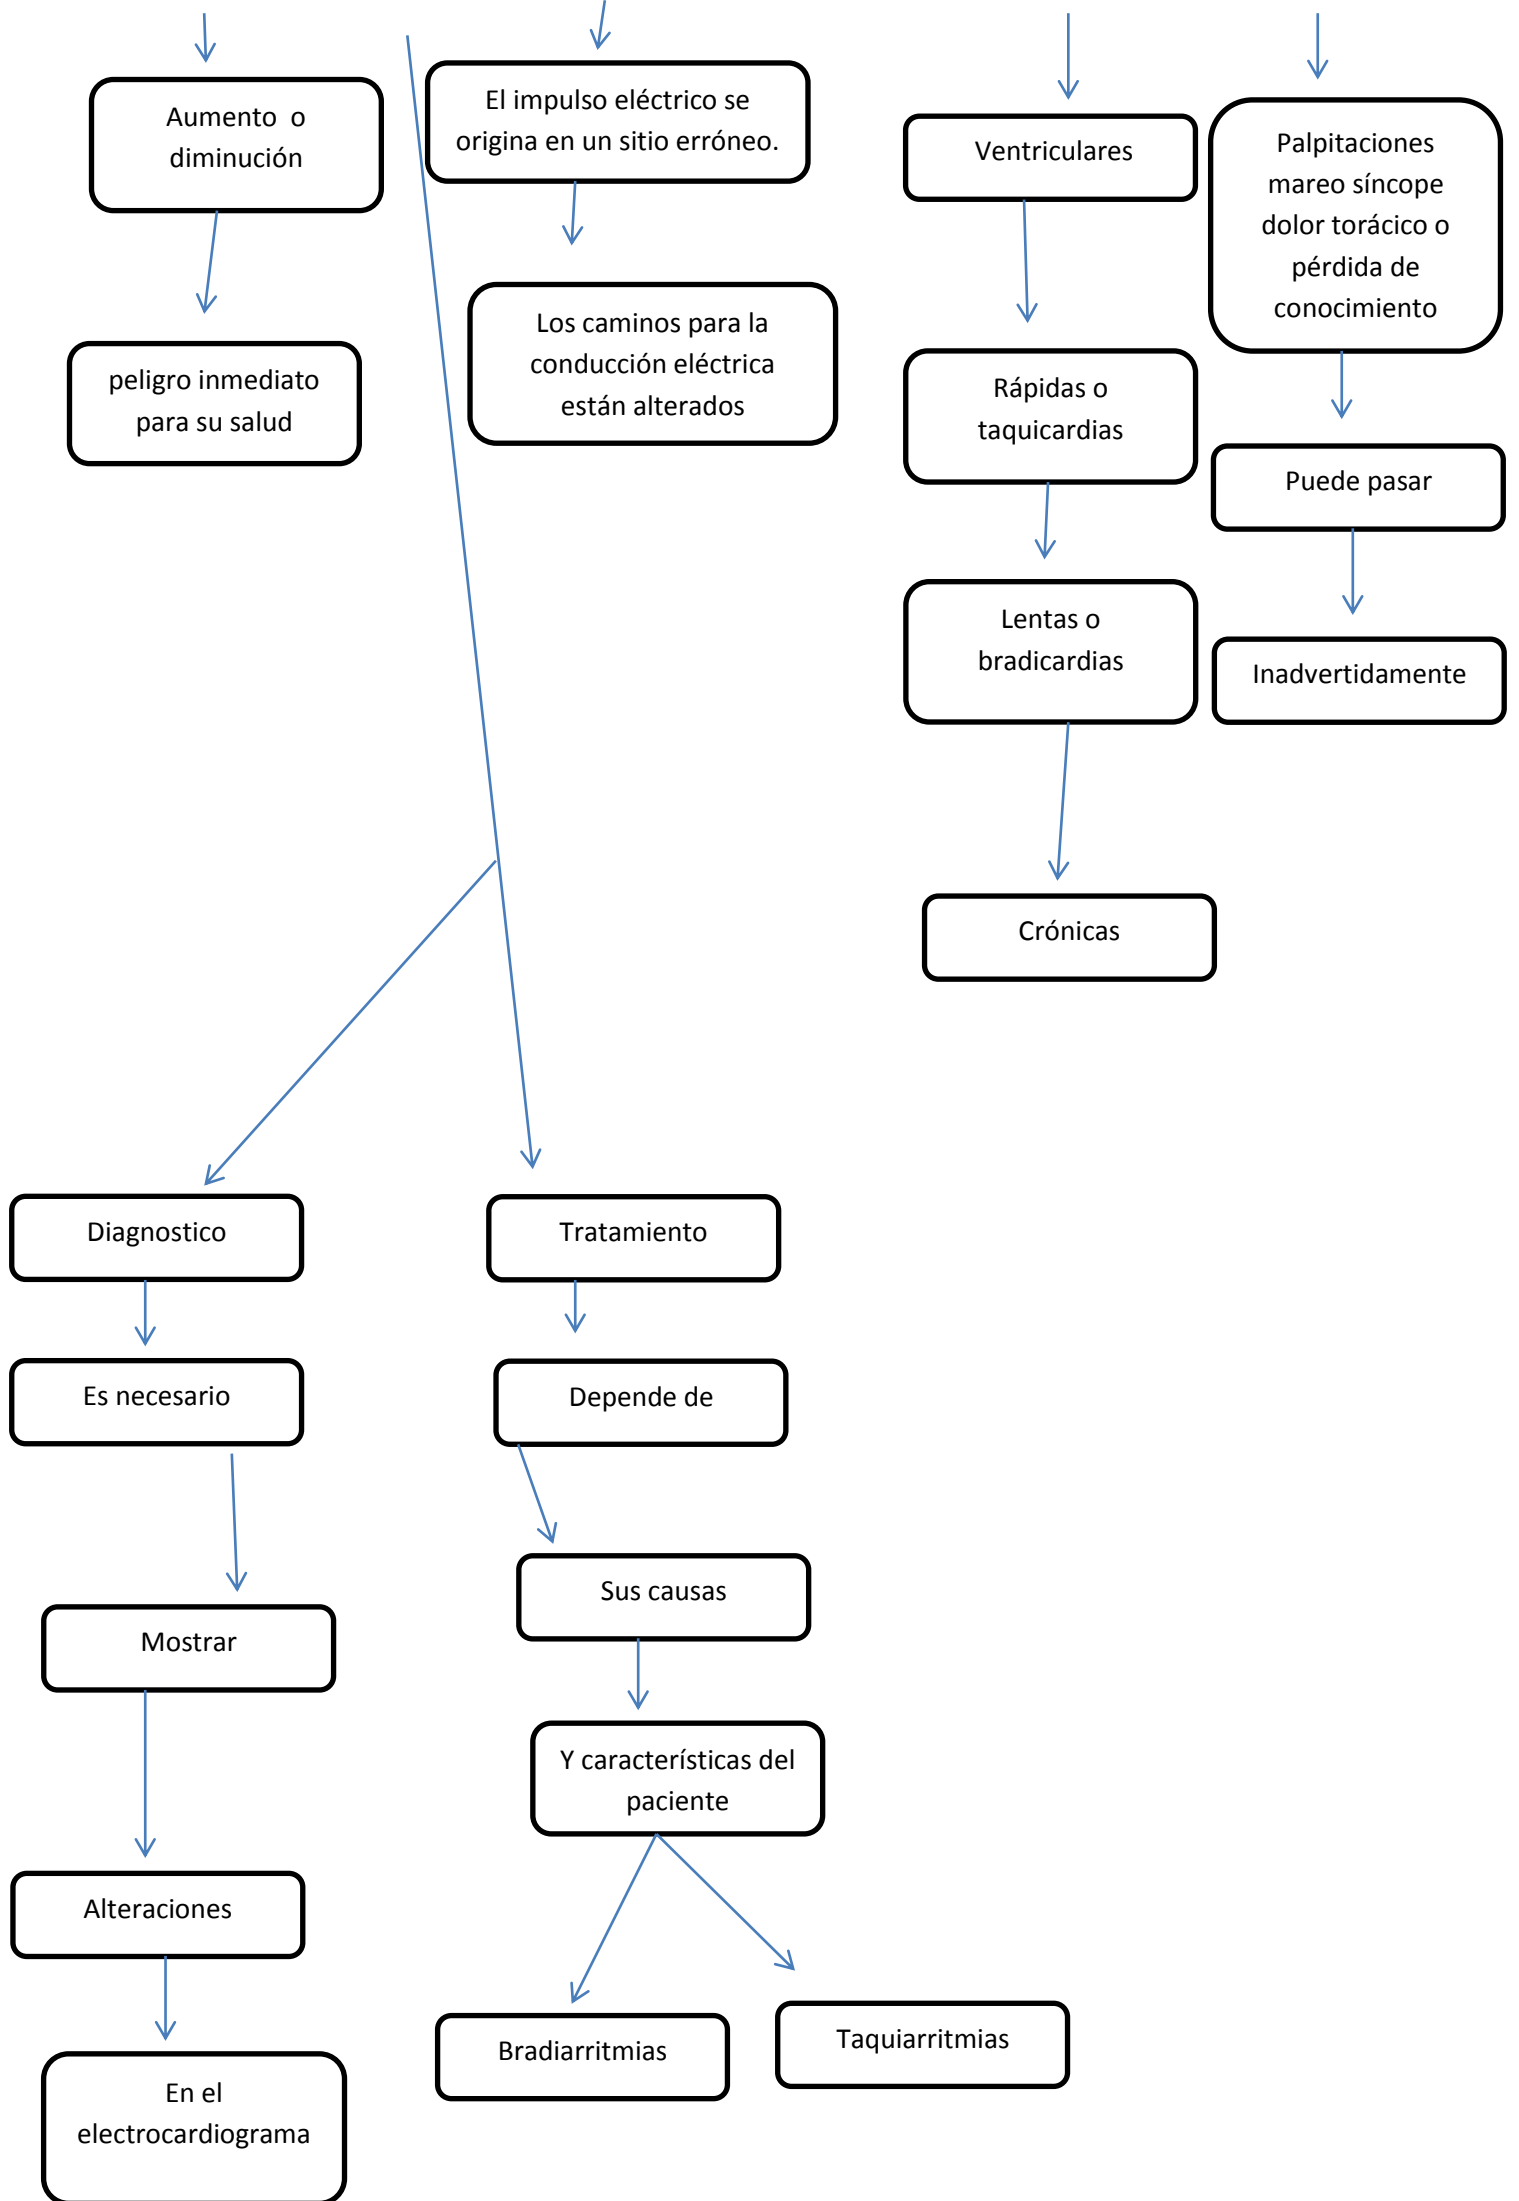 Aumento  o
diminución
peligro inmediato
para su salud
El impulso eléctrico se
origina en un sitio erróneo.
Los caminos para la
conducción eléctrica
están alterados
Ventriculares
Rápidas o
taquicardias
Lentas o
bradicardias
Crónicas
Palpitaciones
mareo síncope
dolor torácico o
pérdida de
conocimiento
Puede pasar
Inadvertidamente
Diagnostico
Es necesario
Mostrar
Alteraciones
En el
electrocardiograma
Tratamiento
Depende de
Sus causas
Y características del
paciente
Bradiarritmias
Taquiarritmias